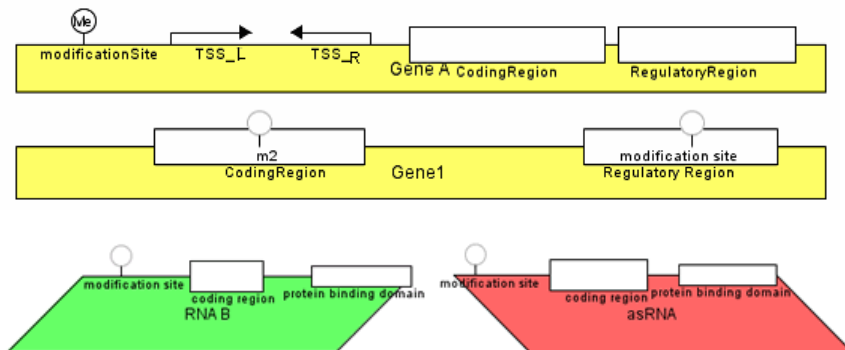 Me
modificationSite TSS_L TSS_R Gene A CodingRegion RegulatoryRegion
m2 modification site
CodingRegion Gene1 Regulatory Region
modification site coding region protein binding domain
RNA B
modification site coding region protein binding domain
asRNA